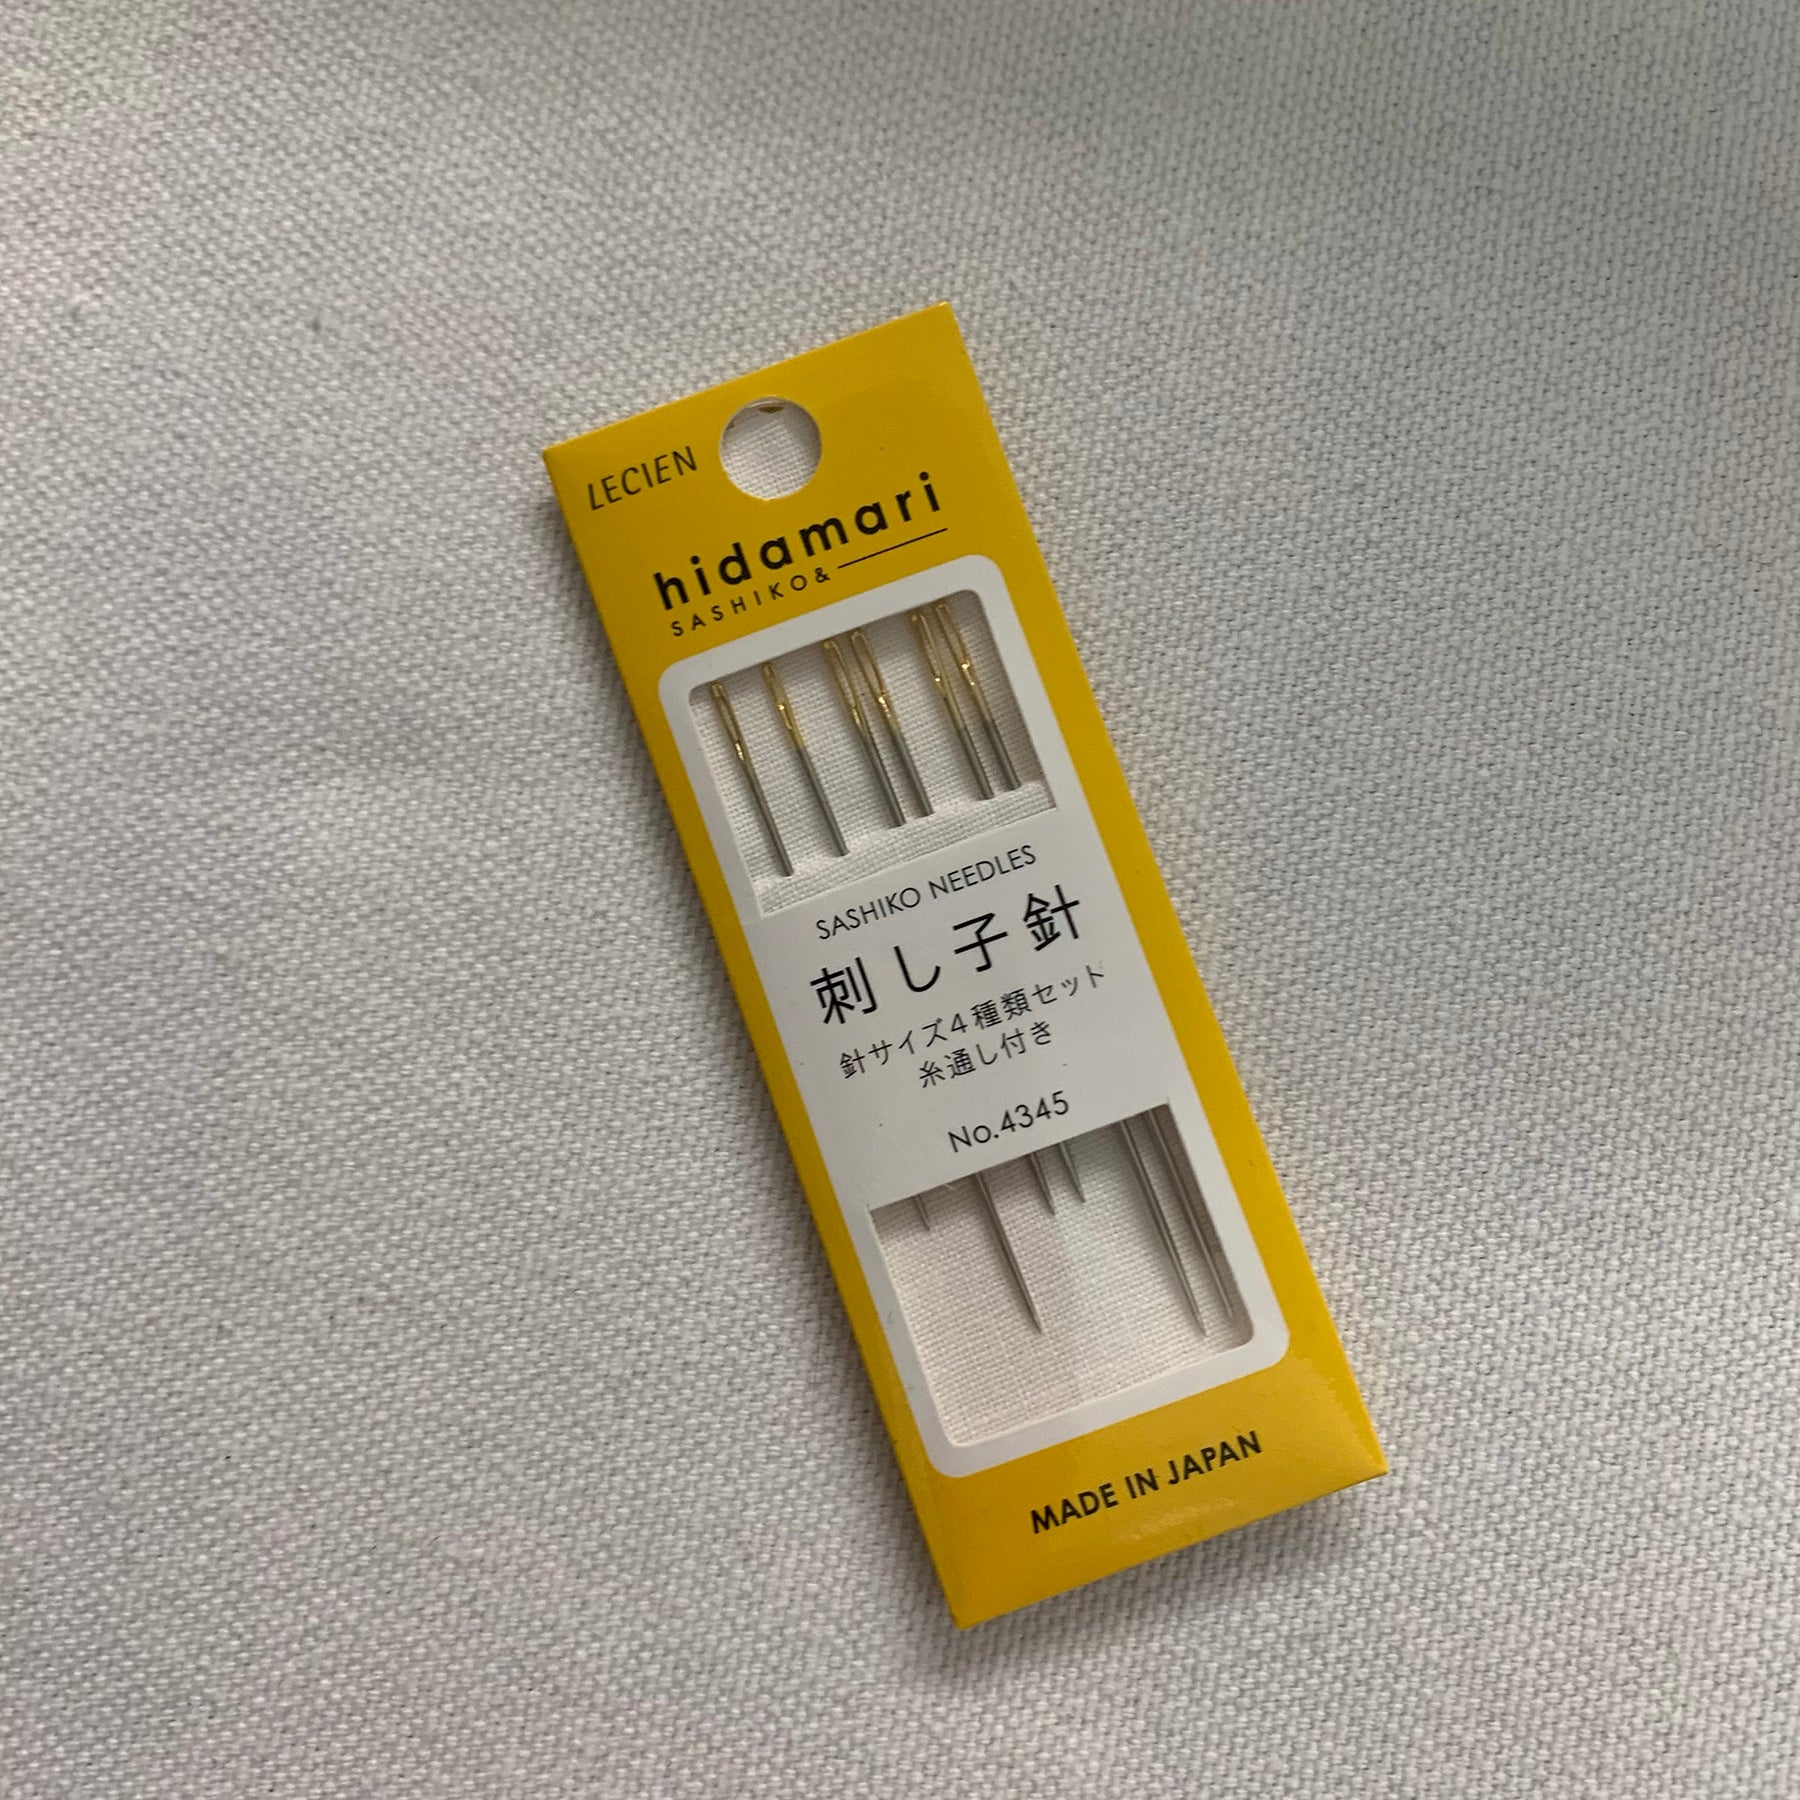 LECIEN
hidamari
SASHIKO&
SASHIKO NEEDLES
刺し子針
針サイズ4種類セット
糸通し付き
No.4345
MADE IN JAPAN